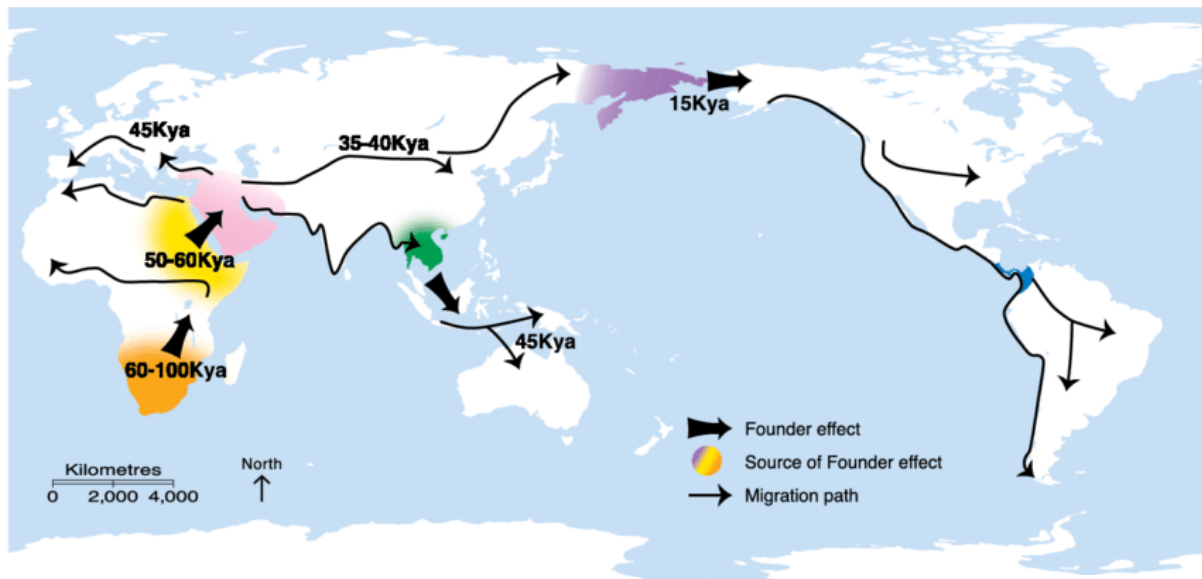 15Kya
45Kya
35-40Kya
50-60Kya
45Kya
60-100Kya
Founder effect
Source of Founder effect
Migration path
Kilometres
0 2,000 4,000
North